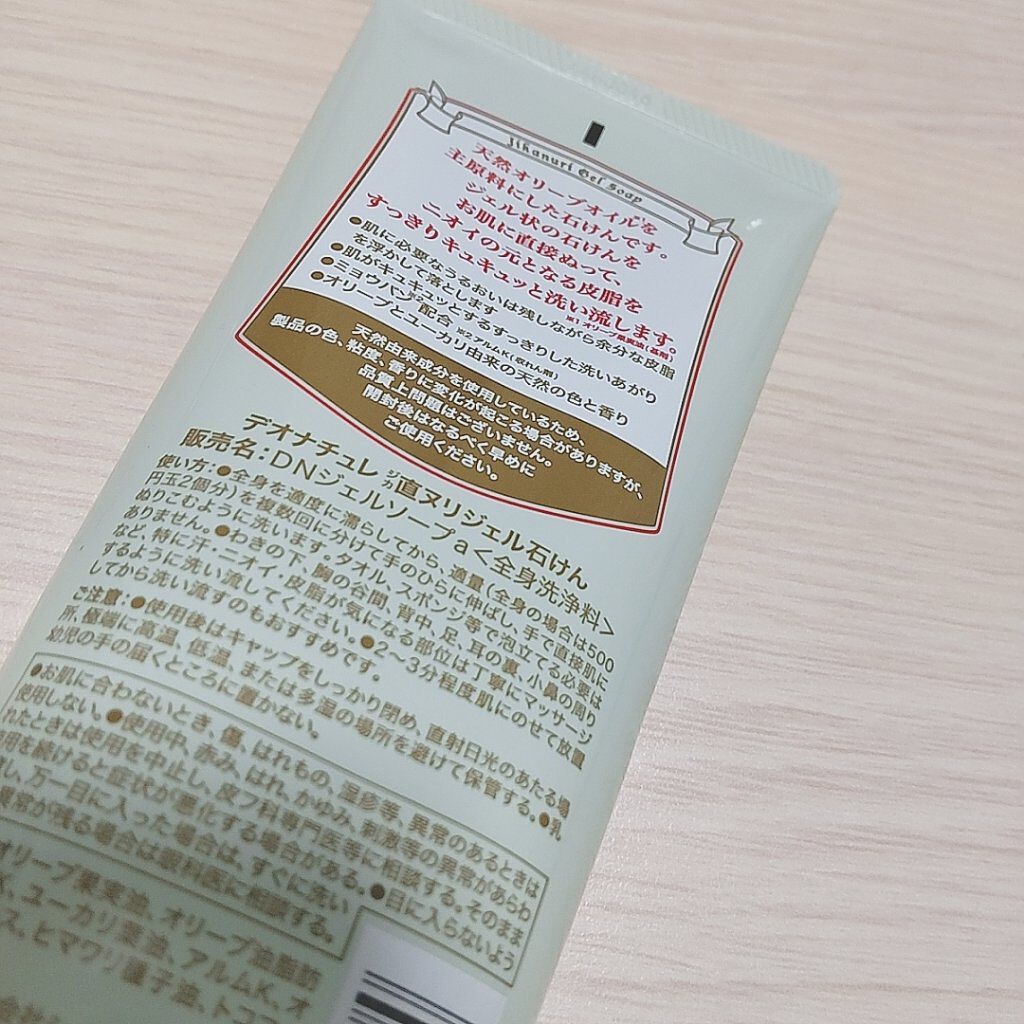 Jikanuri Gel Soap
天然オリーブオイルを
主原料にした石けんです。
ジェル状の石けんを
お肌に直接ぬって、
ニオイの元となる皮脂を
すっきりキュキュッと洗い流します。
※1 オリーブ果実油(基剤)
●肌に必要なうるおいは残しながら余分な皮脂
を浮かして落とします
●肌がキュキュッとするすっきりした洗いあがり
●ミョウバン配合 ※2 アルムK(収れん剤)
●オリーブとユーカリ由来の天然の色と香り
天然由来成分を使用しているため、
製品の色、粘度、香りに変化が起こる場合がありますが、
品質上問題はございません。
開封後はなるべく早めに
ご使用ください。
デオナチュレ 直ヌリジェル石けん
ジカ
販売名:DNジェルソープa<全身洗浄料>
使い方:●全身を適度に濡らしてから、適量(全身の場合は500
円玉2個分)を複数回に分けて手のひらに伸ばし、手で直接肌に
ぬりこむように洗います。タオル、スポンジ等で泡立てる必要は
ありません。●わきの下、胸の谷間、背中、足、耳の裏、小鼻の周り
など、特に汗・ニオイ・皮脂が気になる部位は丁寧にマッサージ
するように洗い流してください。●2〜3分程度肌にのせて放置
してから洗い流すのもおすすめです。
ご注意:●使用後はキャップをしっかり閉め、直射日光のあたる場
所、極端に高温、低温、または多湿の場所を避けて保管する。●乳
幼児の手の届くところに置かない。
●お肌に合わないとき、傷、はれもの、湿疹等、異常のあるときは
使用しない。●使用中、赤み、はれ、かゆみ、刺激等の異常があらわ
れたときは使用を中止し、皮フ科専門医等に相談する。そのまま
用を続けると症状が悪化する場合がある。●目に入らないよう
し、万一目に入った場合は、すぐに洗い
異常が残る場合は眼科医に相談する。
オリーブ果実油、オリーブ油脂肪
ユーカリ葉油、アルムK、オ
ス、ヒマワリ種子油、トコフ